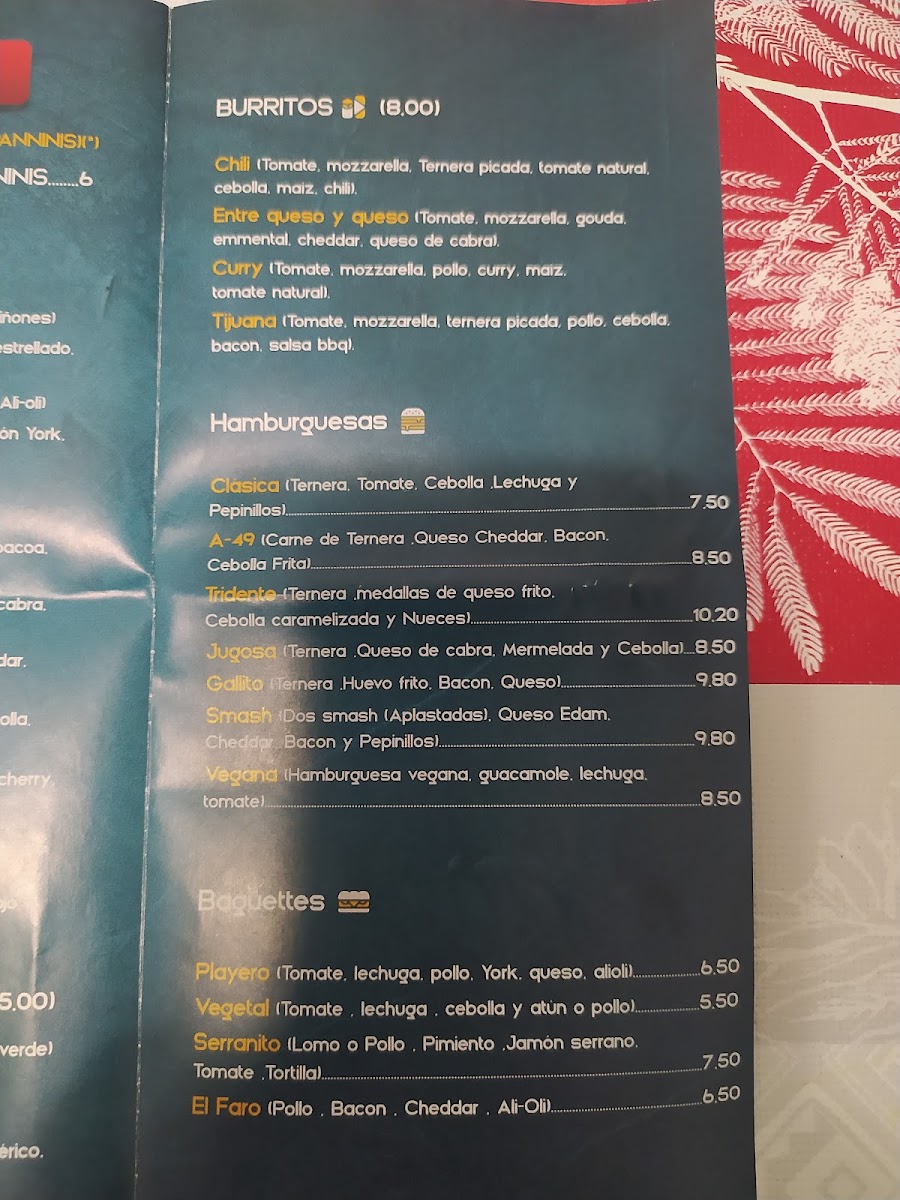 ANNINIS)(*)
NINIS........6
iñones)
estrellado,
Ali-oli)
ón York,
bacoa,
cabra,
dar,
olla,
cherry,
5,00)
verde)
érico,
BURRITOS (8,00)
Chili (Tomate, mozzarella, Ternera picada, tomate natural,
cebolla, maiz, chili).
Entre queso y queso (Tomate, mozzarella, gouda,
emmental, cheddar, queso de cabra).
Curry (Tomate, mozzarella, pollo, curry, maiz,
tomate natural).
Tijuana (Tomate, mozzarella, ternera picada, pollo, cebolla,
bacon, salsa bbq).
Hamburguesas
Clásica (Ternera, Tomate, Cebolla ,Lechuga y
Pepinillos)........7,50
A-49 (Carne de Ternera ,Queso Cheddar, Bacon,
Cebolla Frita)........8,50
Tridente (Ternera ,medallas de queso frito,
Cebolla caramelizada y Nueces)........10,20
Jugosa (Ternera ,Queso de cabra, Mermelada y Cebolla)...8,50
Gallito (Ternera ,Huevo frito, Bacon, Queso)........9,80
Smash (Dos smash (Aplastadas), Queso Edam,
Cheddar, Bacon y Pepinillos)........9,80
Vegana (Hamburguesa vegana, guacamole, lechuga,
tomate)........8,50
Bagüettes
Playero (Tomate, lechuga, pollo, York, queso, alioli)........6,50
Vegetal (Tomate , lechuga , cebolla y atún o pollo)........5,50
Serranito (Lomo o Pollo , Pimiento ,Jamón serrano,
Tomate ,Tortilla)........7,50
El Faro (Pollo , Bacon , Cheddar , Ali-Oli)........6,50